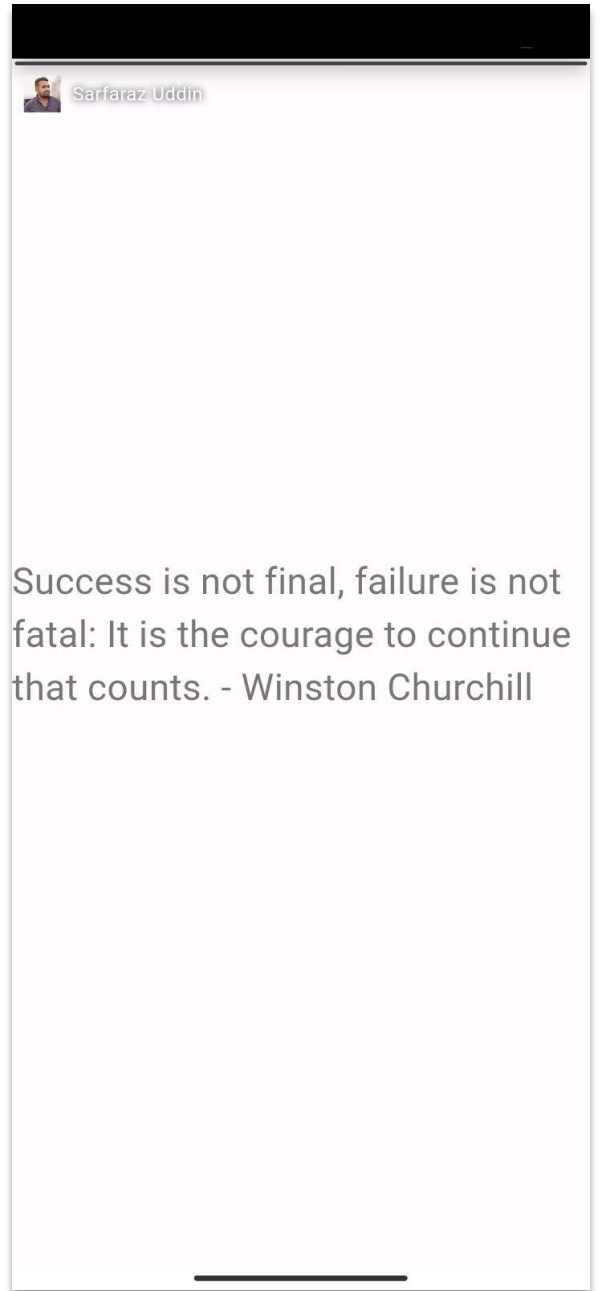 Sarfaraz Uddin
Success is not final, failure is not
fatal: It is the courage to continue
that counts. - Winston Churchill